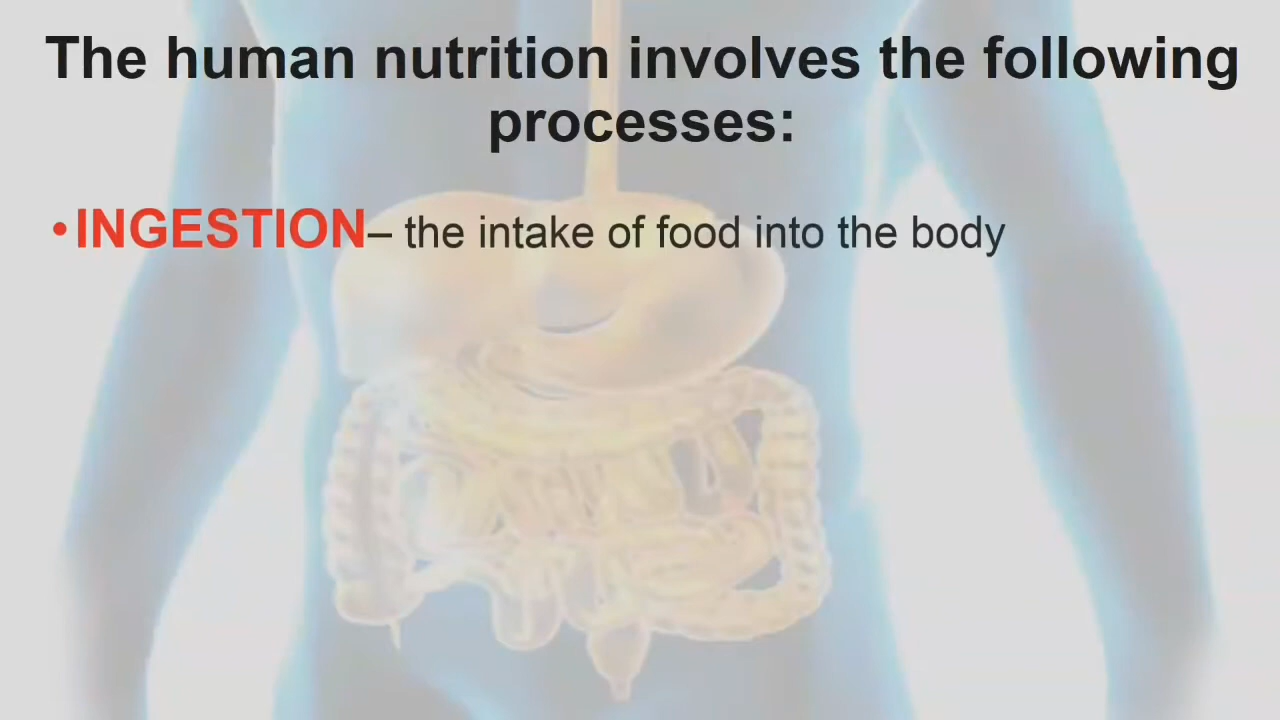 The human nutrition involves the following
processes:
•INGESTION– the intake of food into the body